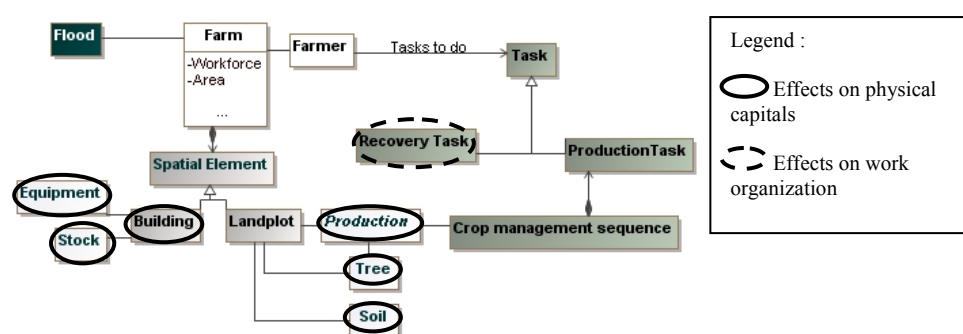 Flood
Farm
-Workforce
-Area
...
Farmer
Tasks to do
Task
Recovery Task
ProductionTask
Spatial Element
Equipment
Building
Landplot
Production
Crop management sequence
Stock
Tree
Soil
Legend :
Effects on physical
capitals
Effects on work
organization